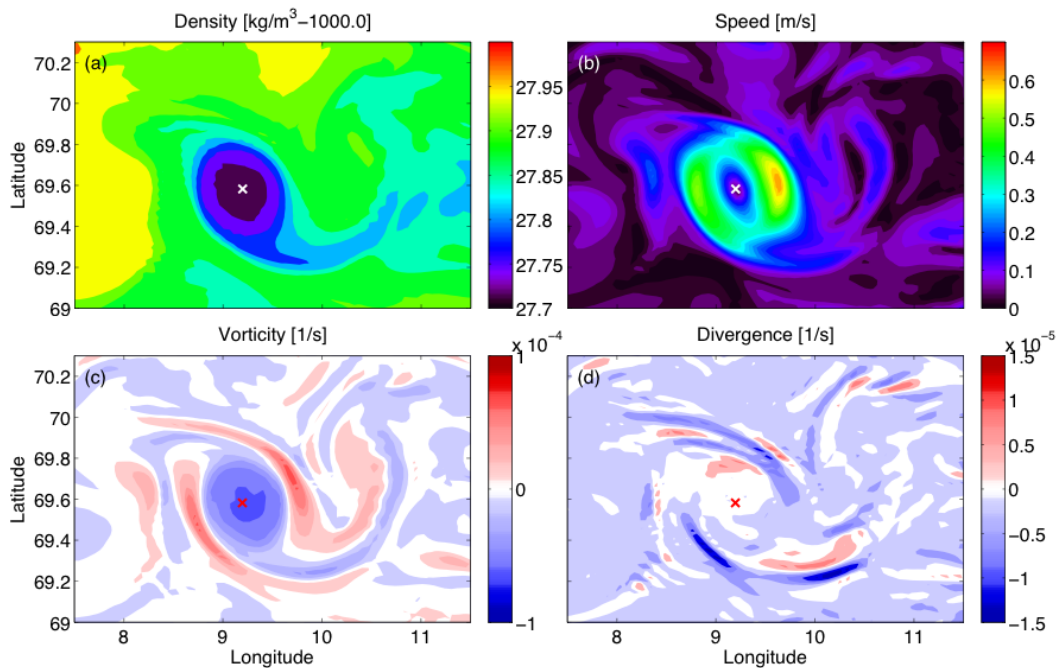 Density [kg/m³−1000.0]
Speed [m/s]
(a)
(b)
Latitude
70.2
70
69.8
69.6
69.4
69.2
69
27.95
27.9
27.85
27.8
27.75
27.7
0.6
0.5
0.4
0.3
0.2
0.1
0
Vorticity [1/s]
x 10⁻⁴
Divergence [1/s]
x 10⁻⁵
(c)
(d)
Latitude
70.2
70
69.8
69.6
69.4
69.2
69
1
0
−1
1.5
1
0.5
0
−0.5
−1
−1.5
8 9 10 11
8 9 10 11
Longitude
Longitude